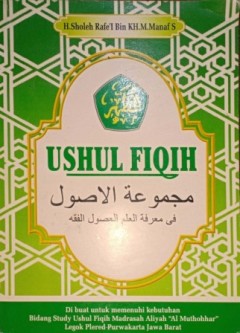 H.Sholeh Rafe'I Bin KH.M.Manaf S
USHUL FIQIH
مجموعة الاصول
فى معرفة العلم الاصول الفقه
Di buat untuk memenuhi kebutuhan
Bidang Study Ushul Fiqih Madrasah Aliyah "Al Muthohhar"
Legok Plered-Purwakarta Jawa Barat